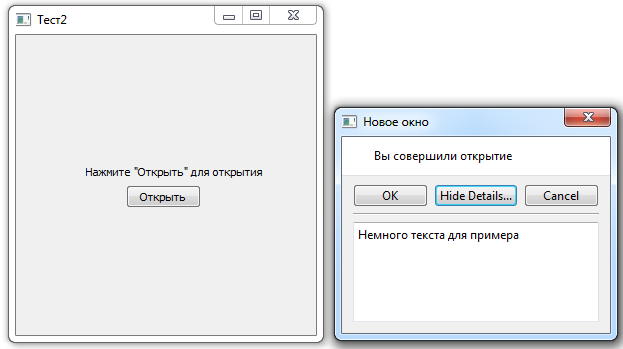 Тест2
Нажмите "Открыть" для открытия
Открыть
Новое окно
Вы совершили открытие
OK
Hide Details...
Cancel
Немного текста для примера